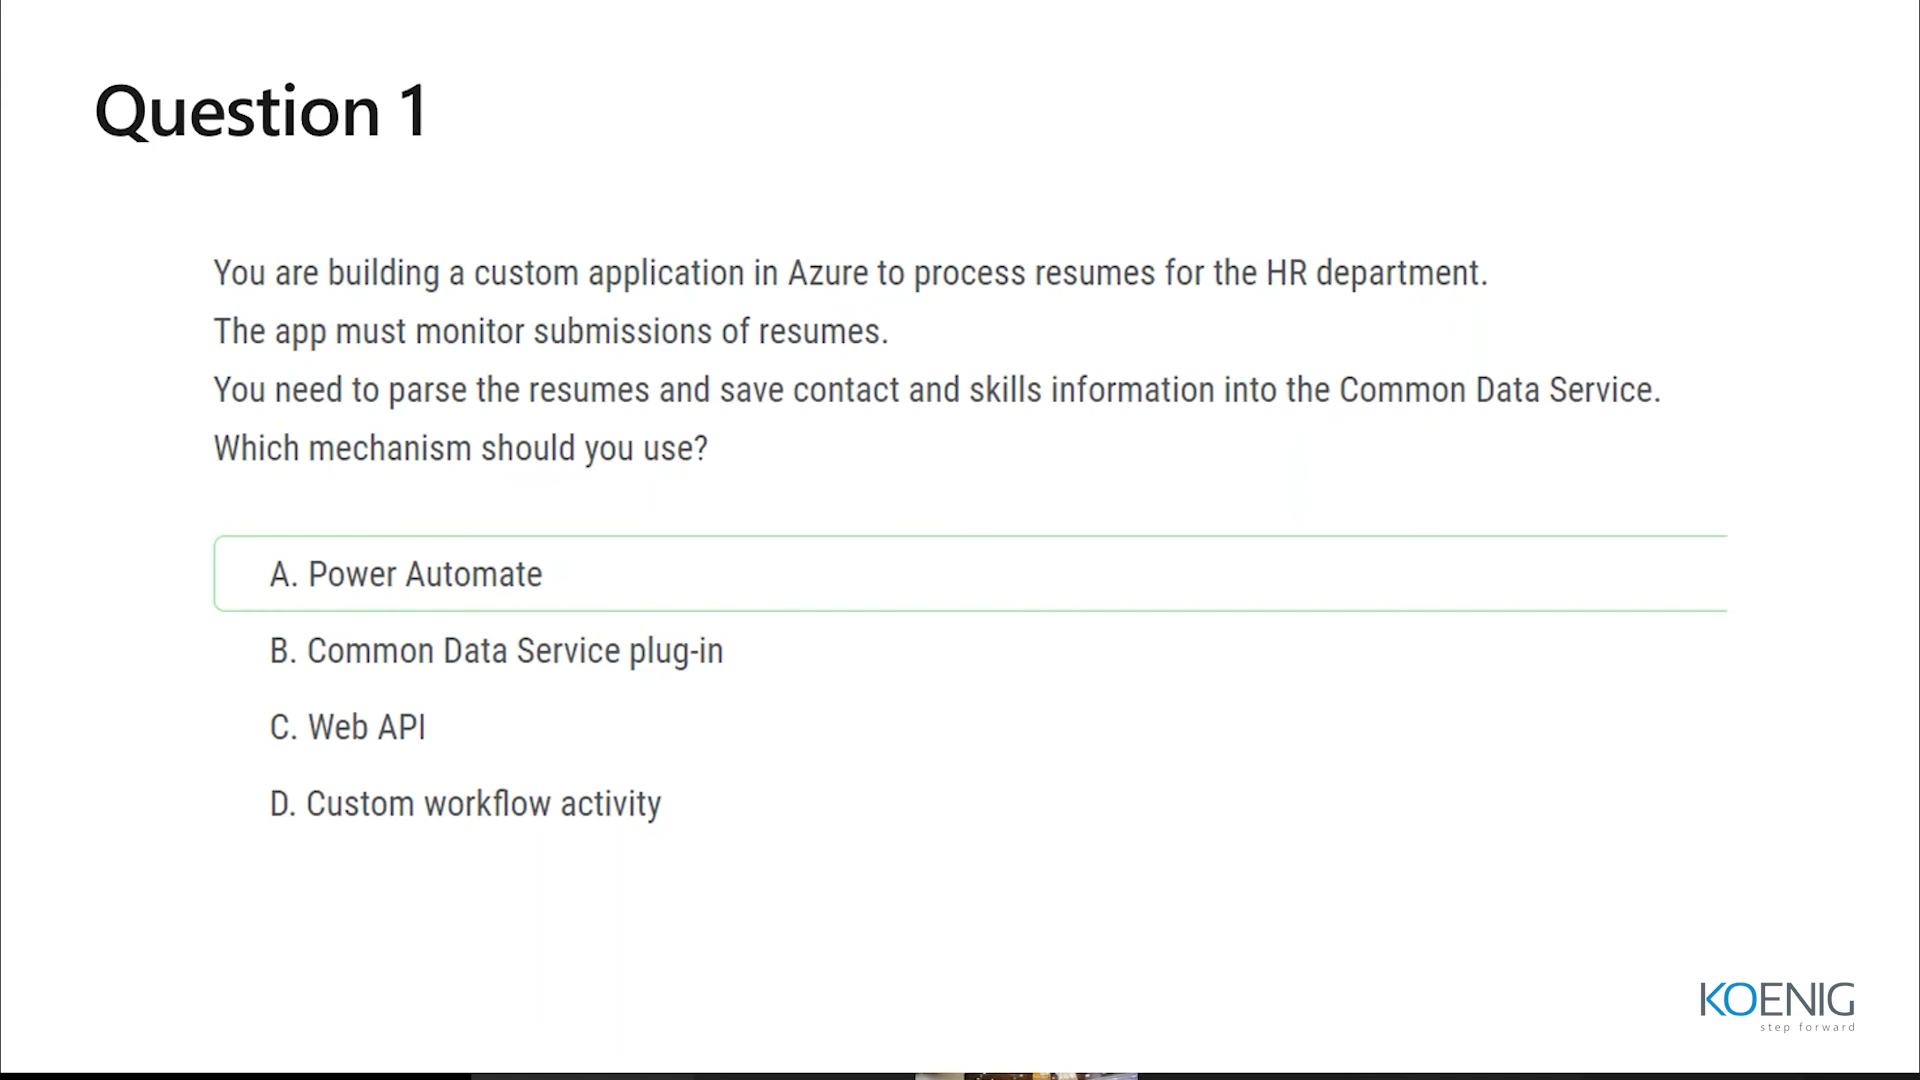 Question 1
You are building a custom application in Azure to process resumes for the HR department.
The app must monitor submissions of resumes.
You need to parse the resumes and save contact and skills information into the Common Data Service.
Which mechanism should you use?
A. Power Automate
B. Common Data Service plug-in
C. Web API
D. Custom workflow activity
KOENIG
step forward